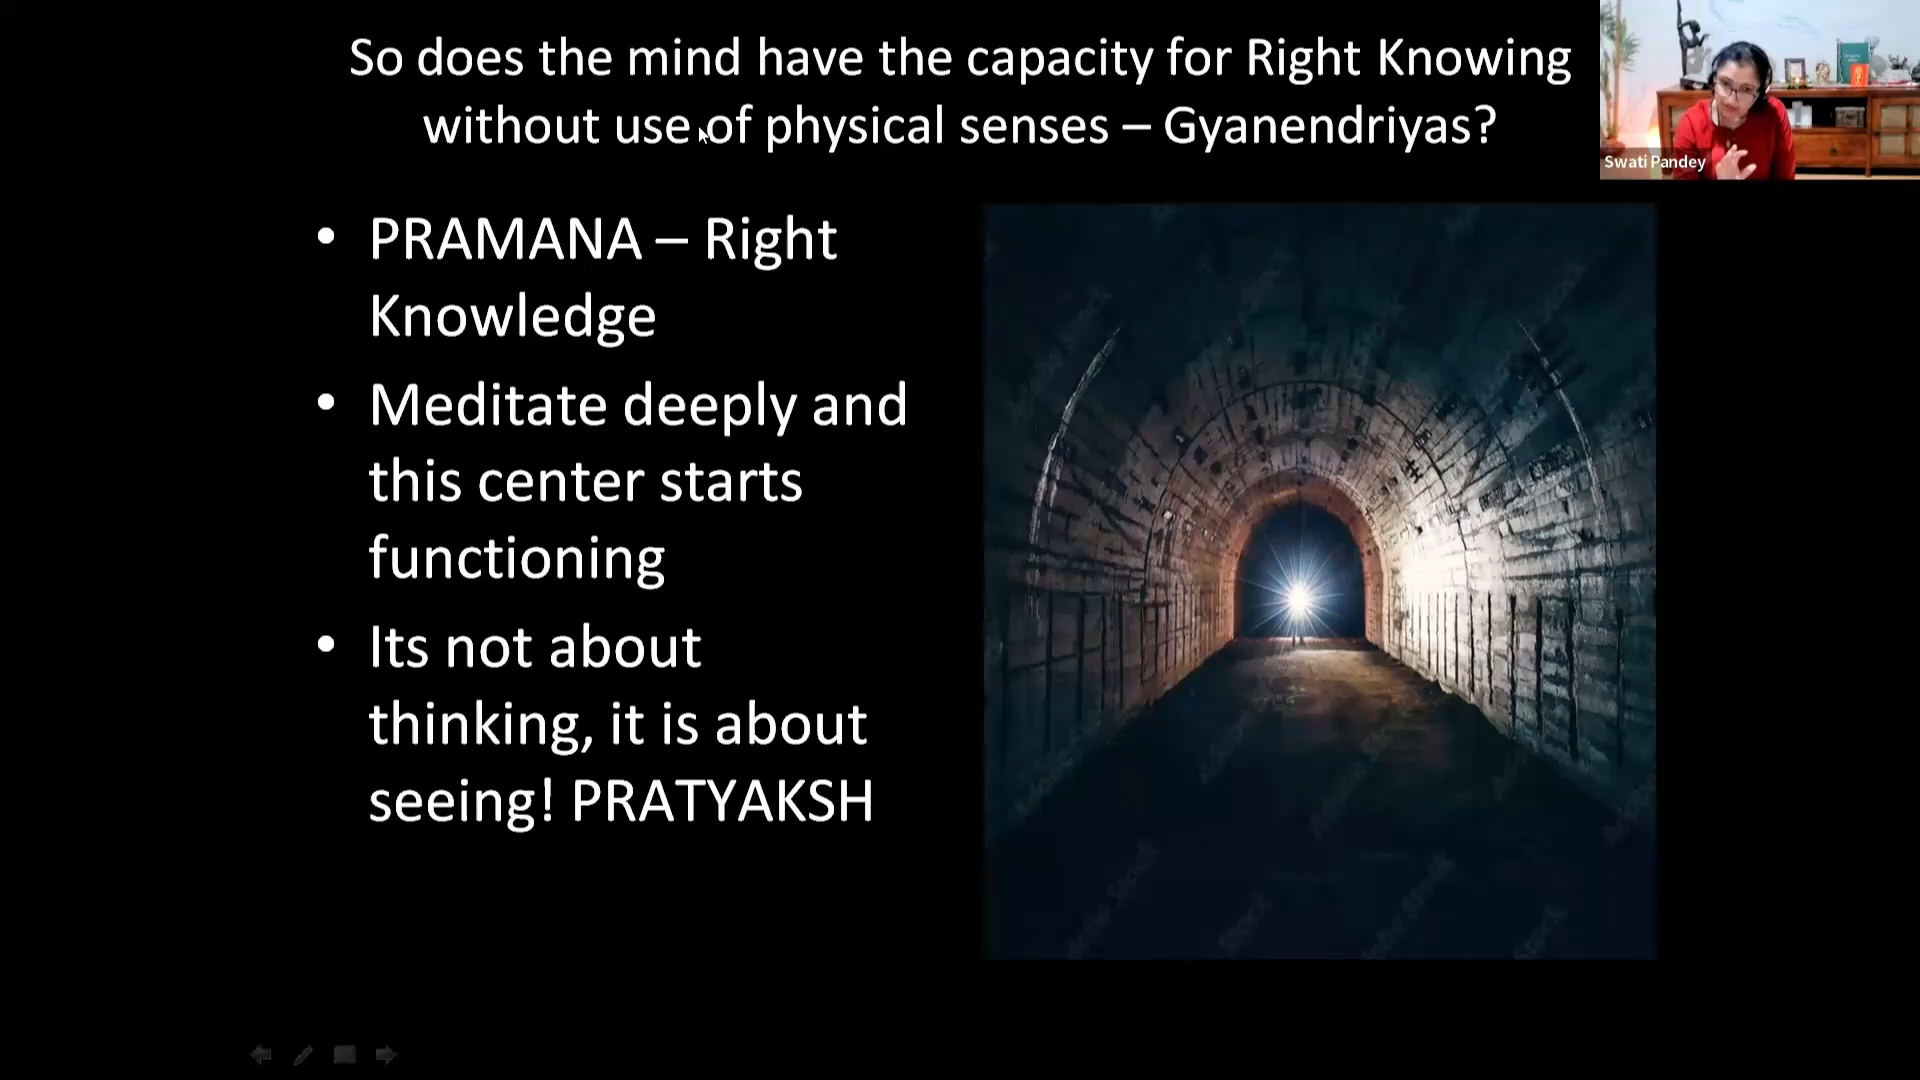 So does the mind have the capacity for Right Knowing
without use of physical senses – Gyanendriyas?
Swati Pandey
• PRAMANA – Right
Knowledge
• Meditate deeply and
this center starts
functioning
• Its not about
thinking, it is about
seeing! PRATYAKSH